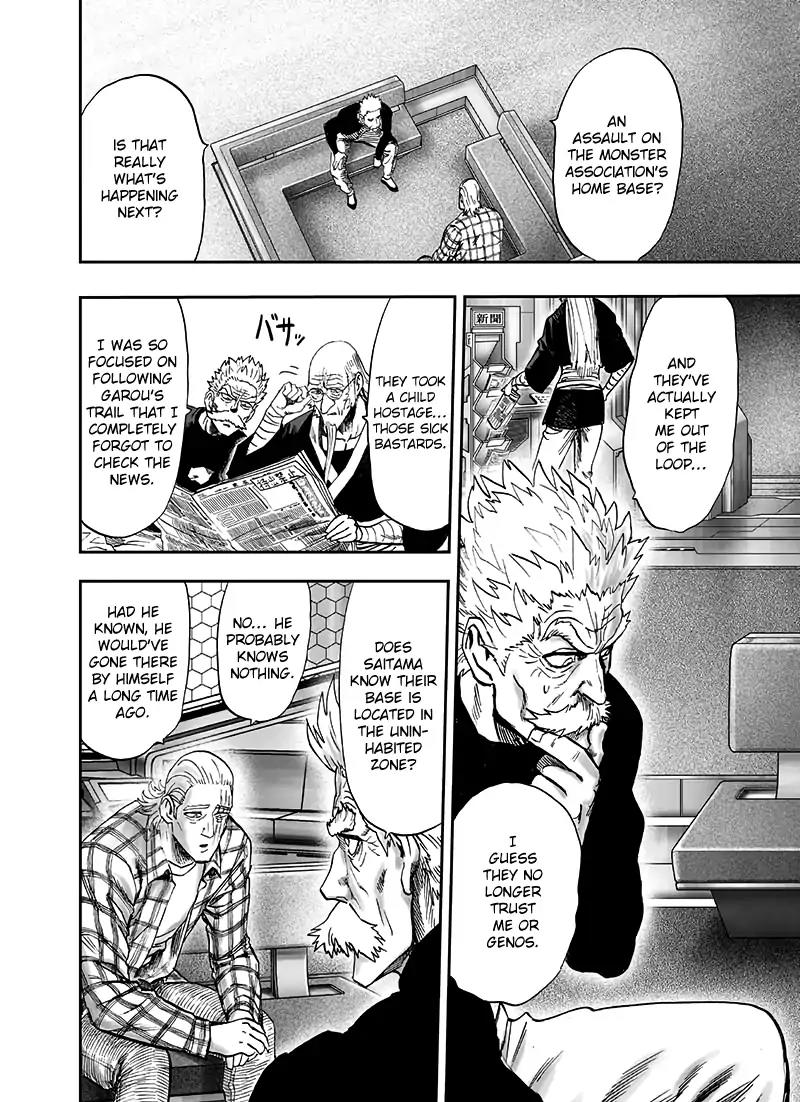 AN
ASSAULT ON
THE MONSTER
ASSOCIATION'S
HOME BASE?
IS THAT
REALLY
WHAT'S
HAPPENING
NEXT?
新聞
AND
THEY'VE
ACTUALLY
KEPT
ME OUT
OF THE
LOOP...
バサッ
THEY TOOK
A CHILD
HOSTAGE...
THOSE SICK
BASTARDS.
I WAS SO
FOCUSED ON
FOLLOWING
GAROU'S
TRAIL THAT I
COMPLETELY
FORGOT TO
CHECK THE
NEWS.
I
GUESS
THEY NO
LONGER
TRUST
ME OR
GENOS.
DOES
SAITAMA
KNOW THEIR
BASE IS
LOCATED IN
THE UNIN-
HABITED
ZONE?
NO... HE
PROBABLY
KNOWS
NOTHING.
HAD HE
KNOWN, HE
WOULD'VE
GONE THERE
BY HIMSELF
A LONG TIME
AGO.